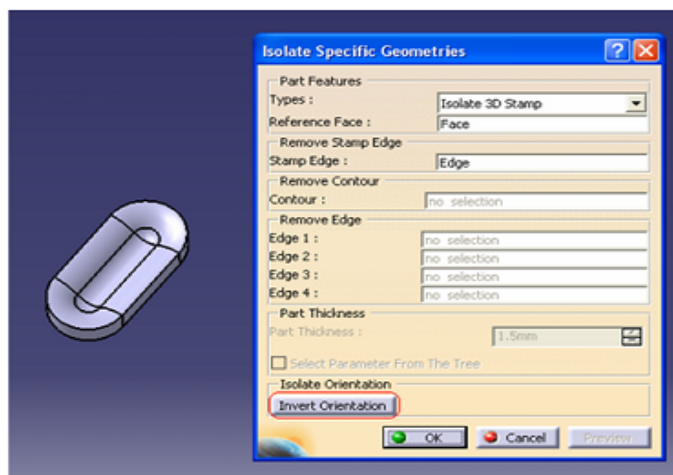 Isolate Specific Geometries
Part Features
Types :
Isolate 3D Stamp
Reference Face :
Face
Remove Stamp Edge
Stamp Edge :
Edge
Remove Contour
Contour :
no selection
Remove Edge
Edge 1 :
no selection
Edge 2 :
no selection
Edge 3 :
no selection
Edge 4 :
no selection
Part Thickness
Part Thickness :
1.5mm
Select Parameter From The Tree
Isolate Orientation
Invert Orientation
OK
Cancel
Preview